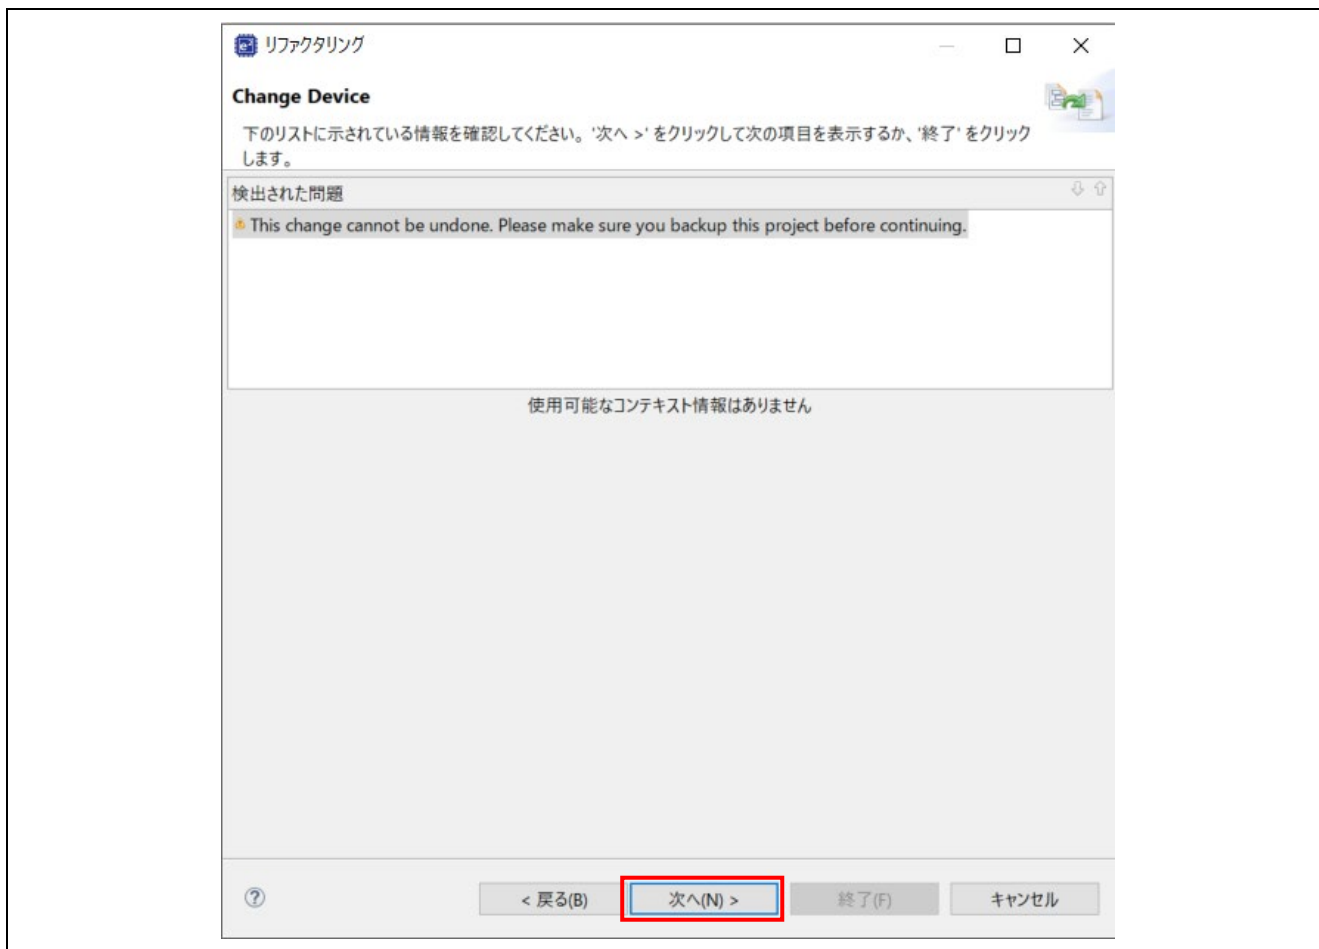 リファクタリング
Change Device
下のリストに示されている情報を確認してください。'次へ >' をクリックして次の項目を表示するか、'終了' をクリック
します。
検出された問題
This change cannot be undone. Please make sure you backup this project before continuing.
使用可能なコンテキスト情報はありません
< 戻る(B)
次へ(N) >
終了(F)
キャンセル